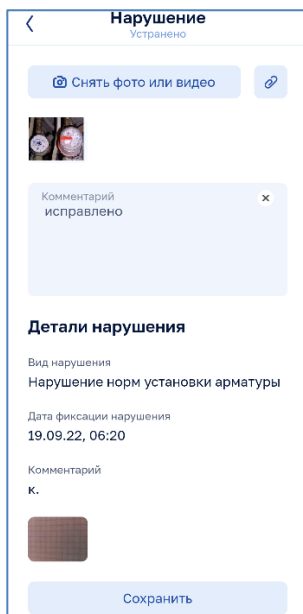 Нарушение
Устранено
Снять фото или видео
Комментарий
исправлено
Детали нарушения
Вид нарушения
Нарушение норм установки арматуры
Дата фиксации нарушения
19.09.22, 06:20
Комментарий
к.
Сохранить